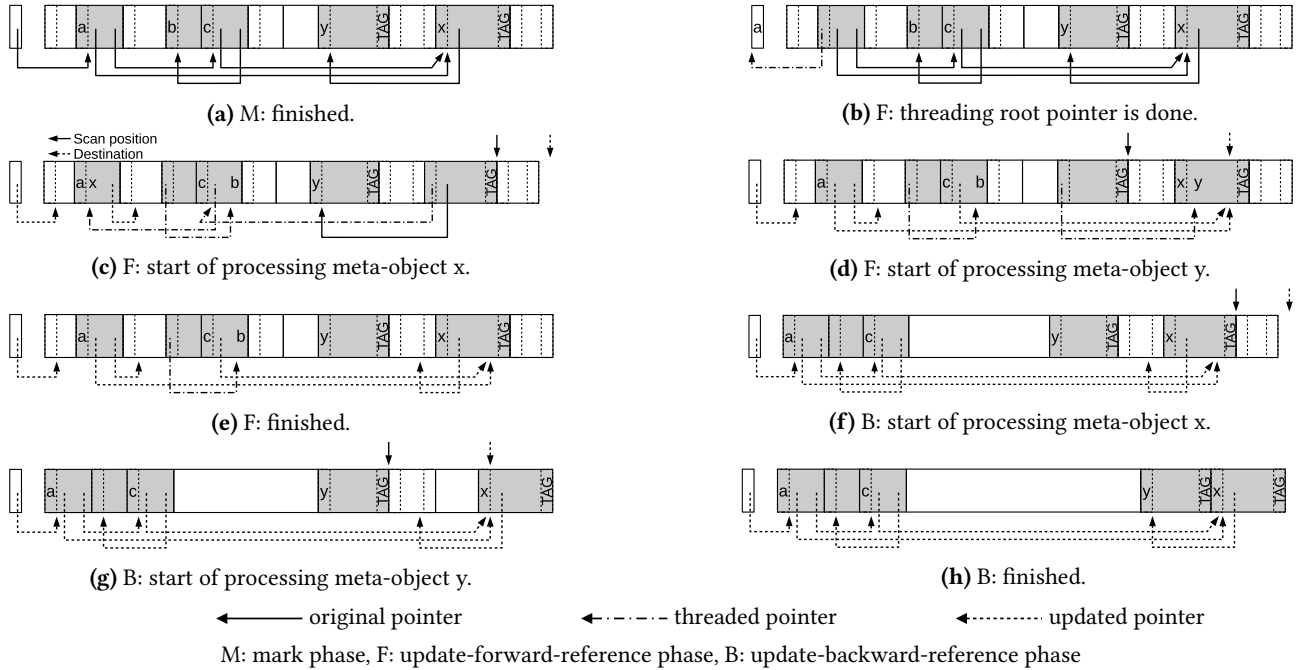 a b c y TAG x TAG
(a) M: finished.
a b c y TAG x TAG
(b) F: threading root pointer is done.
Scan position
Destination
a x c b y TAG TAG
(c) F: start of processing meta-object x.
a c b TAG x y TAG
(d) F: start of processing meta-object y.
a c b y TAG x TAG
(e) F: finished.
a c y TAG x TAG
(f) B: start of processing meta-object x.
a c y TAG x TAG
(g) B: start of processing meta-object y.
a c y TAG x TAG
(h) B: finished.
original pointer threaded pointer updated pointer
M: mark phase, F: update-forward-reference phase, B: update-backward-reference phase